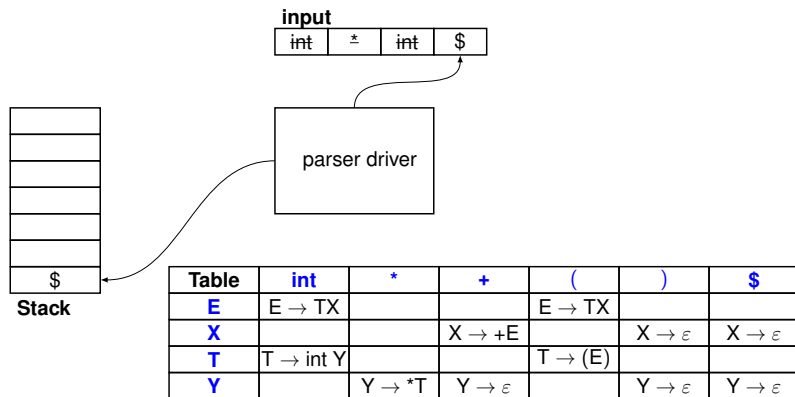 input
int * int $
parser driver
$
Stack
Table int * + ( ) $
E E → TX E → TX
X X → +E X → ε X → ε
T T → int Y T → (E)
Y Y → *T Y → ε Y → ε Y → ε